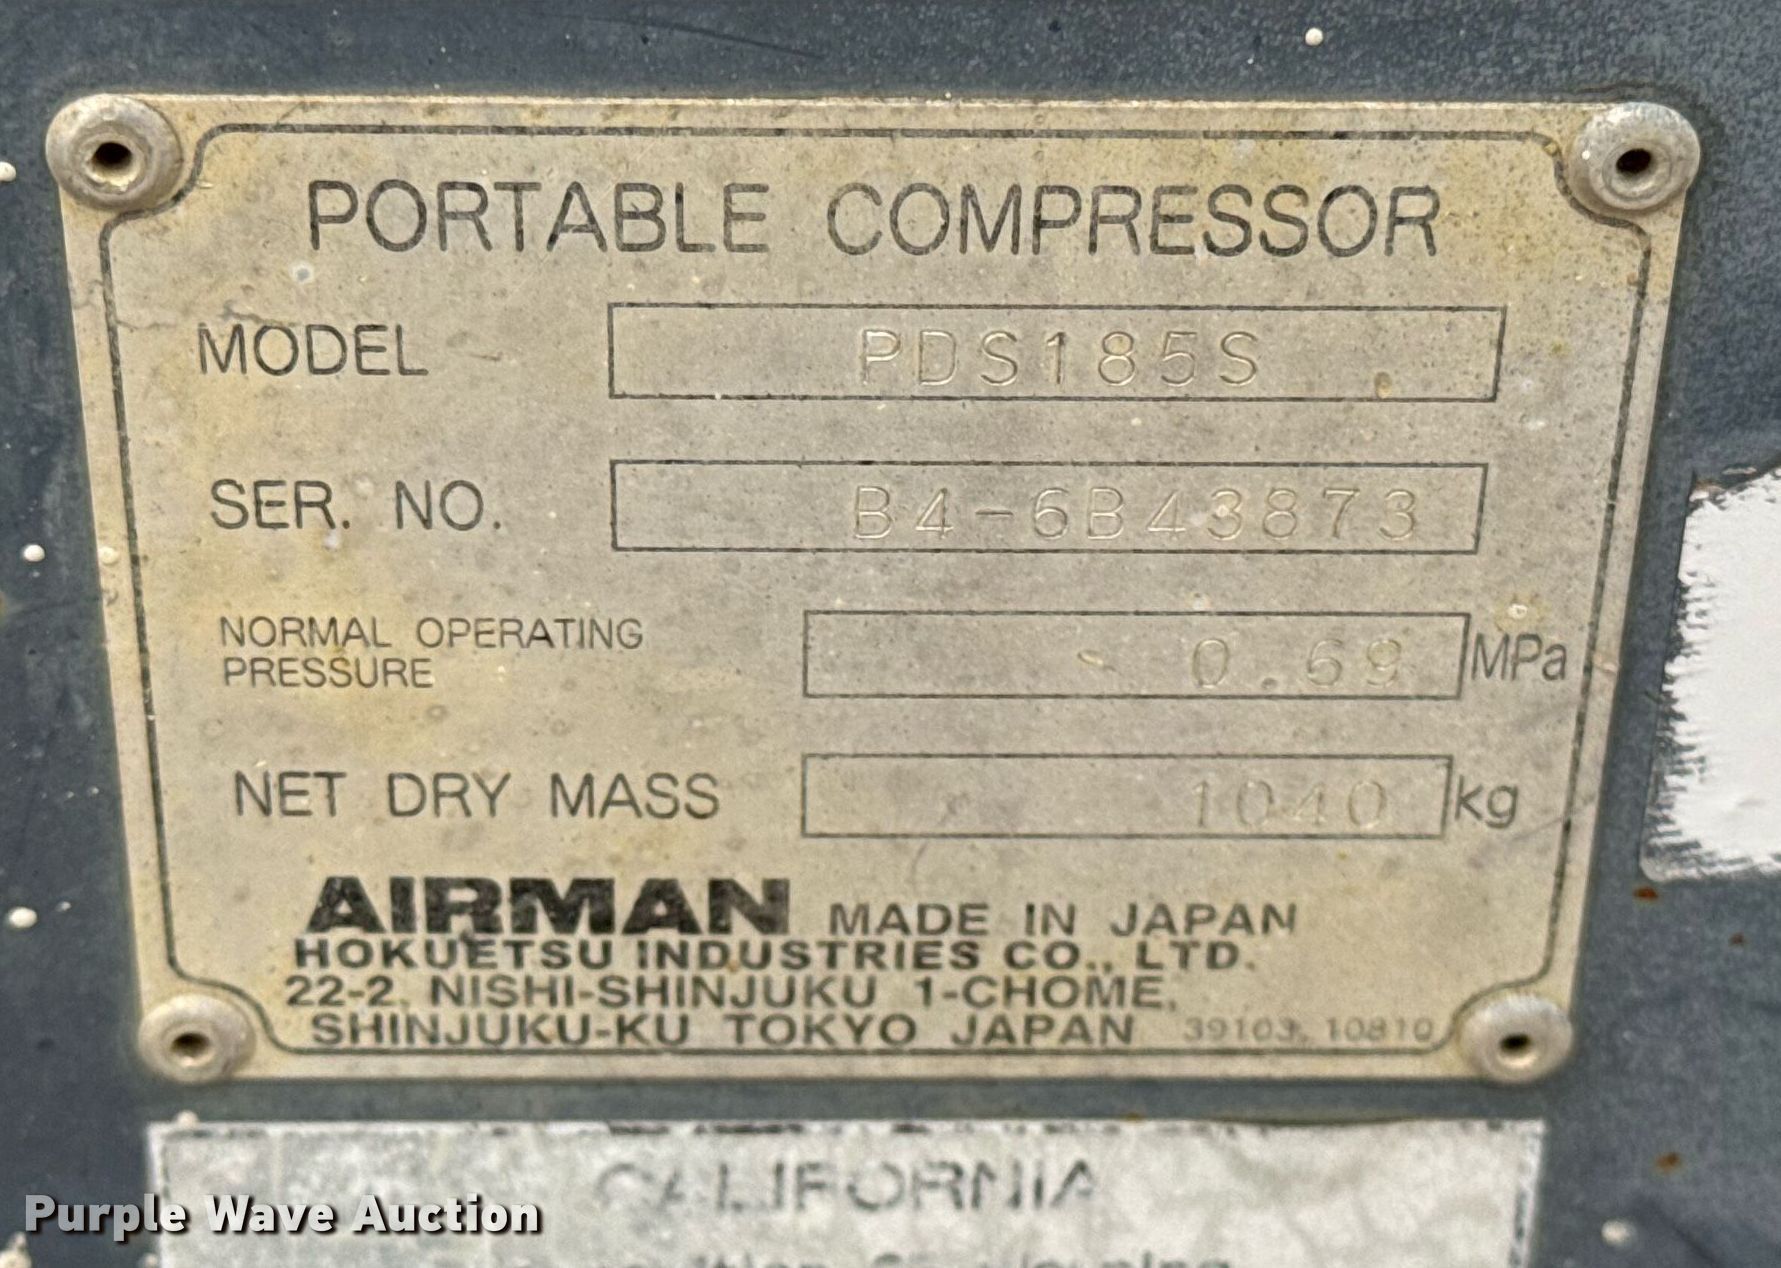 PORTABLE COMPRESSOR
MODEL PDS185S
SER. NO. B4-6B43873
NORMAL OPERATING
PRESSURE 0.69 MPa
NET DRY MASS 1040 kg
AIRMAN MADE IN JAPAN
HOKUETSU INDUSTRIES CO., LTD.
22-2, NISHI-SHINJUKU 1-CHOME,
SHINJUKU-KU TOKYO JAPAN 39103 10810
CALIFORNIA
Purple Wave Auction